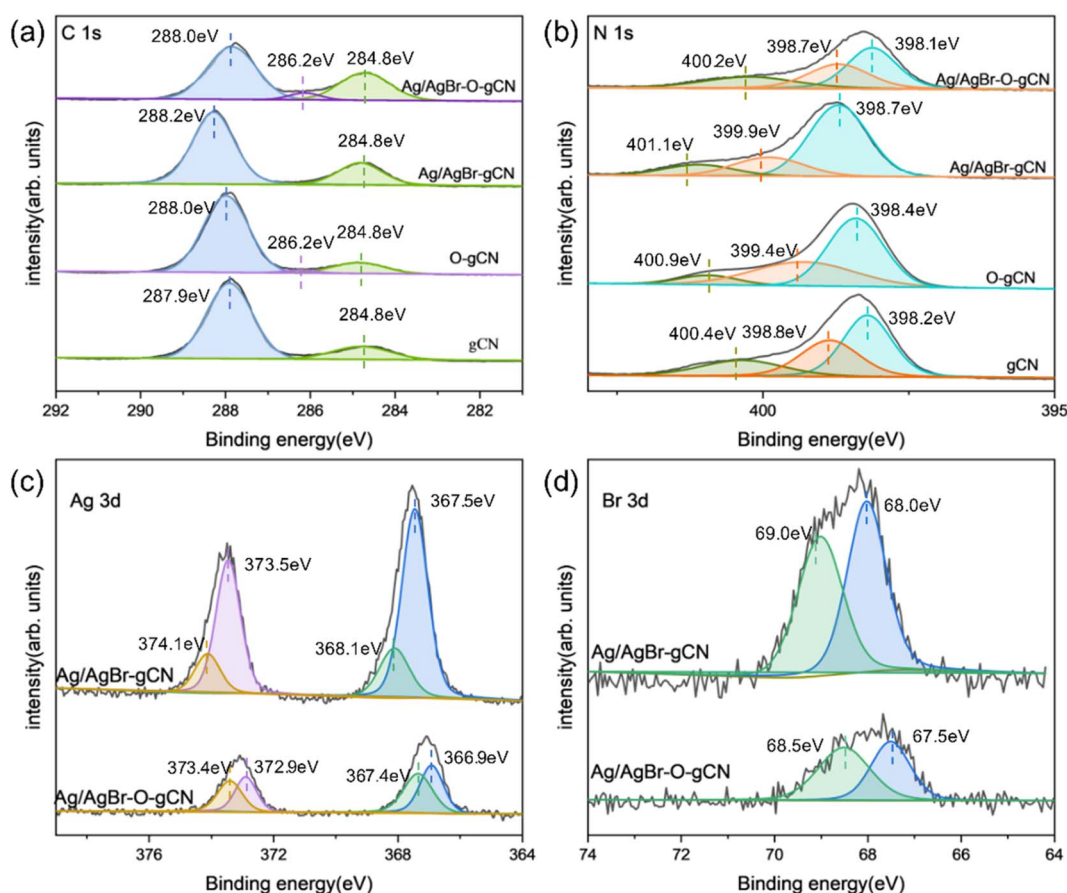 (a)
C 1s
288.0eV
286.2eV
284.8eV
Ag/AgBr-O-gCN
288.2eV
284.8eV
Ag/AgBr-gCN
288.0eV
286.2eV
284.8eV
O-gCN
287.9eV
284.8eV
gCN
intensity(arb. units)
292 290 288 286 284 282
Binding energy(eV)
(b)
N 1s
400.2eV
398.7eV
398.1eV
Ag/AgBr-O-gCN
401.1eV
399.9eV
398.7eV
Ag/AgBr-gCN
400.9eV
399.4eV
398.4eV
O-gCN
400.4eV
398.8eV
398.2eV
gCN
intensity(arb. units)
400 395
Binding energy(eV)
(c)
Ag 3d
367.5eV
373.5eV
374.1eV
368.1eV
Ag/AgBr-gCN
373.4eV
372.9eV
367.4eV
366.9eV
Ag/AgBr-O-gCN
intensity(arb. units)
376 372 368 364
Binding energy(eV)
(d)
Br 3d
69.0eV
68.0eV
Ag/AgBr-gCN
68.5eV
67.5eV
Ag/AgBr-O-gCN
intensity(arb. units)
74 72 70 68 66 64
Binding energy(eV)